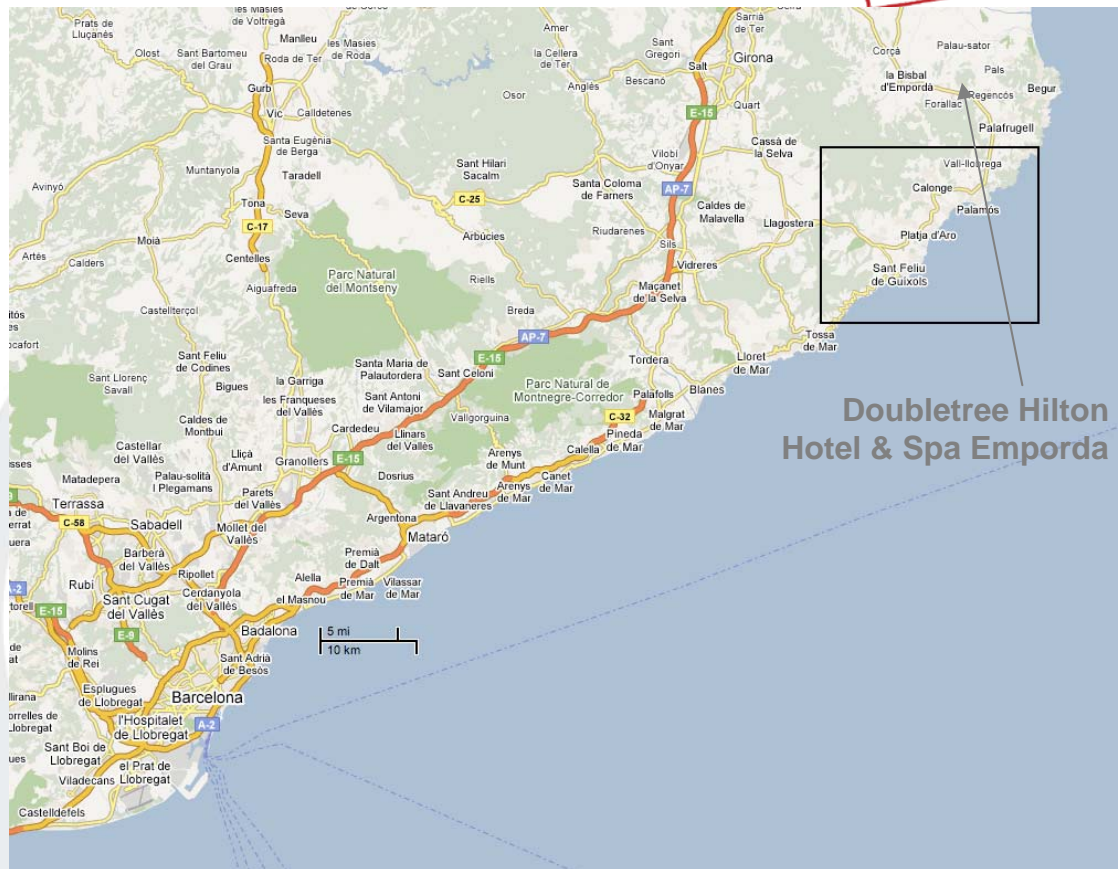 Prats de
Lluçanès
Olost
Sant Bartomeu
del Grau
les Masies
de Voltregà
Manlleu
Roda de Ter
les Masies
de Roda
Gurb
Vic
Calldetenes
Santa Eugènia
de Berga
Muntanyola
Taradell
Avinyó
Tona
Seva
C-17
Moià
Artés
Calders
Centelles
Aiguafreda
Castellterçol
Amer
la Cellera
de Ter
Anglès
Osor
Sant
Gregori
Bescanó
Salt
Sarrià
de Ter
Girona
E-15
Quart
Vilobí
d'Onyar
Cassà de
la Selva
Sant Hilari
Sacalm
C-25
Santa Coloma
de Farners
AP-7
Caldes de
Malavella
Llagostera
Arbúcies
Riudarenes
Sils
Vidreres
Riells
Maçanet
de la Selva
Breda
Parc Natural
del Montseny
Corçà
Palau-sator
Pals
la Bisbal
d'Empordà
Regencós
Forallac
Begur
Palafrugell
Vall-llobrega
Calonge
Palamós
Platja d'Aro
Sant Feliu
de Guixols
Tossa
de Mar
Lloret
de Mar
Blanes
Tordera
Palafolls
Malgrat
de Mar
C-32
Pineda
de Mar
Calella
Canet
de Mar
Arenys
de Mar
Arenys
de Munt
AP-7
E-15
Parc Natural de
Montnegre-Corredor
Sant Celoni
Santa Maria de
Palautordera
Sant Antoni
de Vilamajor
Vallgorguina
Llinars
del Vallès
Cardedeu
Sant Feliu
de Codines
Bigues
Sant Llorenç
Savall
la Garriga
les Franqueses
del Vallès
Caldes de
Montbui
E-15
Granollers
Dosrius
Castellar
del Vallès
Lliçà
d'Amunt
Matadepera
Palau-solità
I Plegamans
Terrassa
C-58
Sabadell
Parets
del Vallès
Mollet del
Vallès
Sant Andreu
de Llavaneres
Argentona
Mataró
Premià
de Dalt
Premià
de Mar
Vilassar
de Mar
Alella
el Masnou
Barberà
del Vallès
Ripollet
Rubí
Sant Cugat
del Vallès
Cerdanyola
del Vallès
E-15
E-9
Badalona
Molins
de Rei
Sant Adrià
de Besòs
Esplugues
de Llobregat
Barcelona
l'Hospitalet
de Llobregat
A-2
Sant Boi de
Llobregat
el Prat de
Llobregat
Viladecans
Castelldefels
5 mi
10 km
Doubletree Hilton
Hotel & Spa Emporda